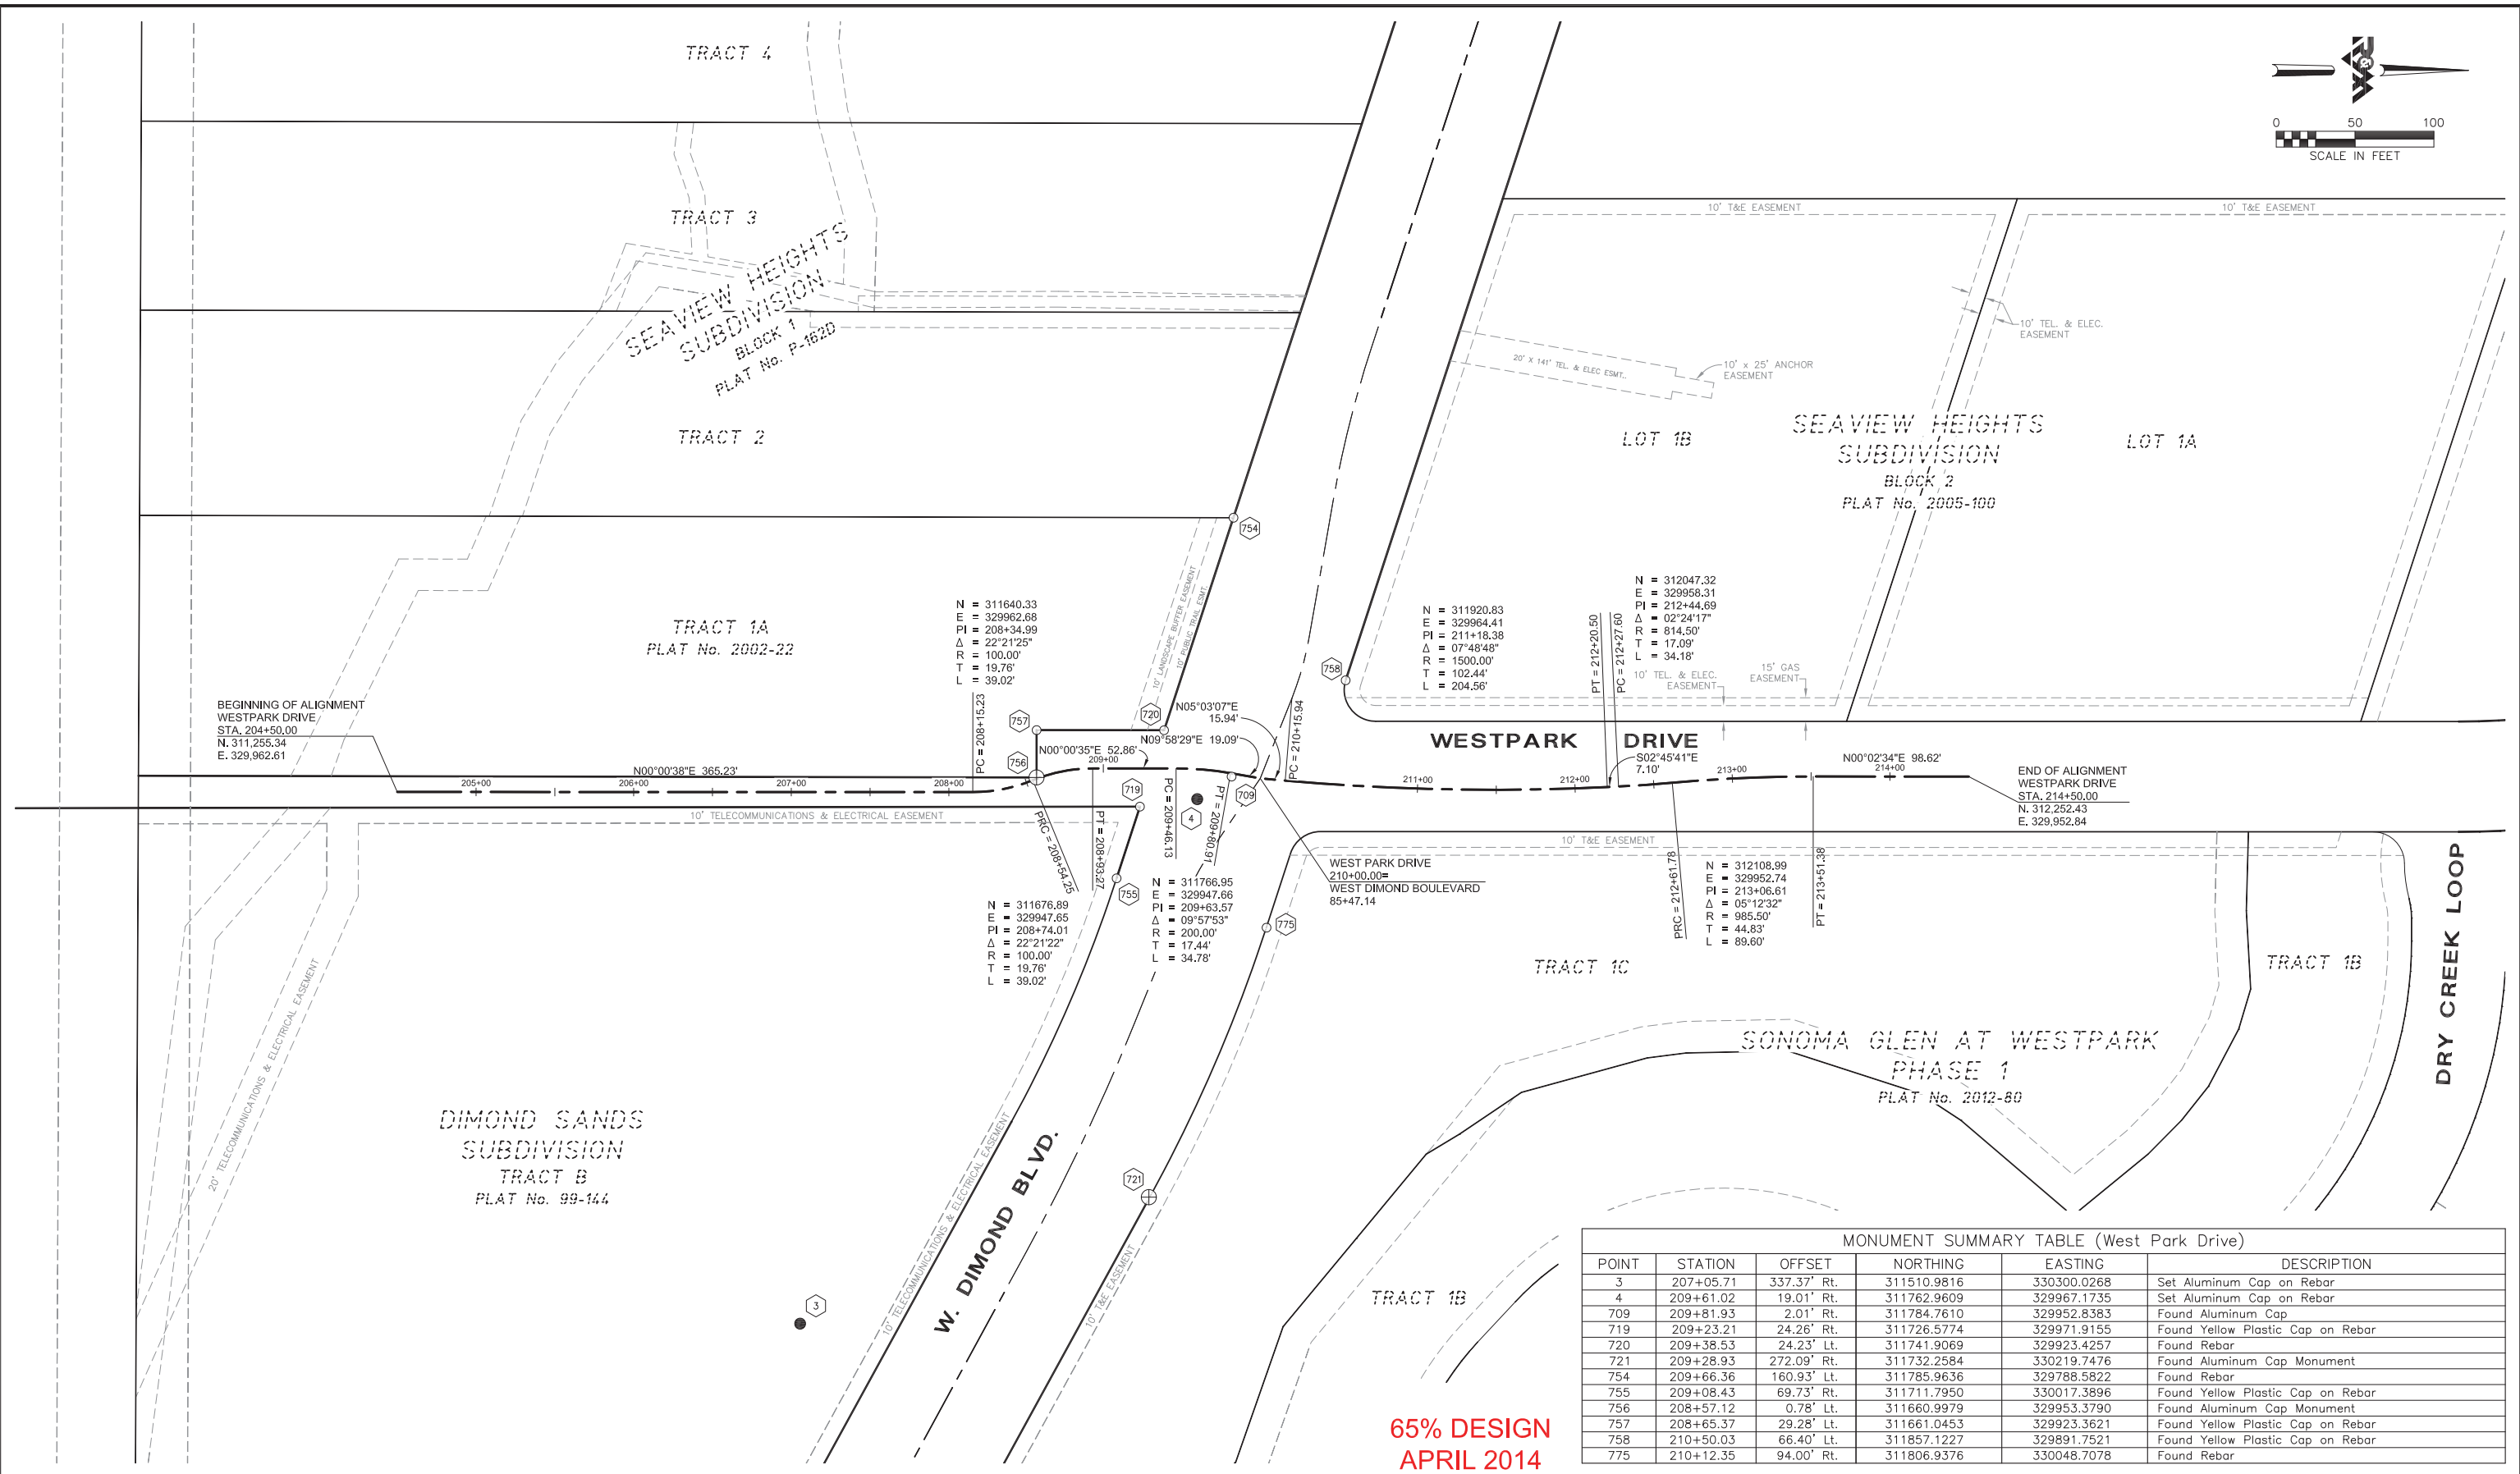 TRACT 4
0 50 100
SCALE IN FEET
TRACT 3
SEAVIEW HEIGHTS
SUBDIVISION
BLOCK 1
PLAT No. P-1620
TRACT 2
10' T&E EASEMENT
10' T&E EASEMENT
10' TEL. & ELEC.
EASEMENT
20' X 141' TEL. & ELEC ESMT.
10' x 25' ANCHOR
EASEMENT
LOT 1B
SEAVIEW HEIGHTS
SUBDIVISION
BLOCK 2
PLAT No. 2005-100
LOT 1A
754
10' LANDSCAPE BUFFER EASEMENT
10' PUBLIC TRAIL ESMT.
TRACT 1A
PLAT No. 2002-22
N = 311640.33
E = 329962.68
PI = 208+34.99
Δ = 22°21'25"
R = 100.00'
T = 19.76'
L = 39.02'
N = 311920.83
E = 329964.41
PI = 211+18.38
Δ = 07°48'48"
R = 1500.00'
T = 102.44'
L = 204.56'
PT = 212+20.50
PC = 212+27.60
N = 312047.32
E = 329958.31
PI = 212+44.69
Δ = 02°24'17"
R = 814.50'
T = 17.09'
L = 34.18'
10' TEL. & ELEC.
EASEMENT
15' GAS
EASEMENT
758
BEGINNING OF ALIGNMENT
WESTPARK DRIVE
STA. 204+50.00
N. 311,255.34
E. 329,962.61
PC = 208+15.23
757
720
756
N05°03'07"E
15.94'
N09°58'29"E 19.09'
N00°00'35"E 52.86'
PC = 210+15.94
WESTPARK DRIVE
S02°45'41"E
7.10'
N00°02'34"E 98.62'
END OF ALIGNMENT
WESTPARK DRIVE
STA. 214+50.00
N. 312,252.43
E. 329,952.84
N00°00'38"E 365.23'
205+00 206+00 207+00 208+00 209+00 211+00 212+00 213+00 214+00
719
709
4
10' TELECOMMUNICATIONS & ELECTRICAL EASEMENT
PRC = 208+54.25
PT = 208+93.27
PC = 209+46.13
PT = 209+80.91
10' T&E EASEMENT
WEST PARK DRIVE
210+00.00=
WEST DIMOND BOULEVARD
85+47.14
755
775
N = 311676.89
E = 329947.65
PI = 208+74.01
Δ = 22°21'22"
R = 100.00'
T = 19.76'
L = 39.02'
N = 311766.95
E = 329947.66
PI = 209+63.57
Δ = 09°57'53"
R = 200.00'
T = 17.44'
L = 34.78'
PRC = 212+61.78
N = 312108.99
E = 329952.74
PI = 213+06.61
Δ = 05°12'32"
R = 985.50'
T = 44.83'
L = 89.60'
PT = 213+51.38
TRACT 1C
TRACT 1B
DRY CREEK LOOP
SONOMA GLEN AT WESTPARK
PHASE 1
PLAT No. 2012-80
20' TELECOMMUNICATIONS & ELECTRICAL EASEMENT
DIMOND SANDS
SUBDIVISION
TRACT B
PLAT No. 99-144
10' TELECOMMUNICATIONS & ELECTRICAL EASEMENT
W. DIMOND BLVD.
721
10' T&E EASEMENT
3
TRACT 1B
65% DESIGN
APRIL 2014
MONUMENT SUMMARY TABLE (West Park Drive)
POINT STATION OFFSET NORTHING EASTING DESCRIPTION
3 207+05.71 337.37' Rt. 311510.9816 330300.0268 Set Aluminum Cap on Rebar
4 209+61.02 19.01' Rt. 311762.9609 329967.1735 Set Aluminum Cap on Rebar
709 209+81.93 2.01' Rt. 311784.7610 329952.8383 Found Aluminum Cap
719 209+23.21 24.26' Rt. 311726.5774 329971.9155 Found Yellow Plastic Cap on Rebar
720 209+38.53 24.23' Lt. 311741.9069 329923.4257 Found Rebar
721 209+28.93 272.09' Rt. 311732.2584 330219.7476 Found Aluminum Cap Monument
754 209+66.36 160.93' Lt. 311785.9636 329788.5822 Found Rebar
755 209+08.43 69.73' Rt. 311711.7950 330017.3896 Found Yellow Plastic Cap on Rebar
756 208+57.12 0.78' Lt. 311660.9979 329953.3790 Found Aluminum Cap Monument
757 208+65.37 29.28' Lt. 311661.0453 329923.3621 Found Yellow Plastic Cap on Rebar
758 210+50.03 66.40' Lt. 311857.1227 329891.7521 Found Yellow Plastic Cap on Rebar
775 210+12.35 94.00' Rt. 311806.9376 330048.7078 Found Rebar